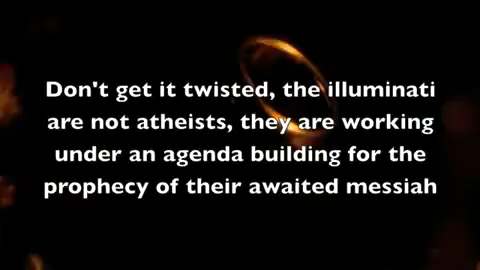 Don't get it twisted, the illuminati
are not atheists, they are working
under an agenda building for the
prophecy of their awaited messiah